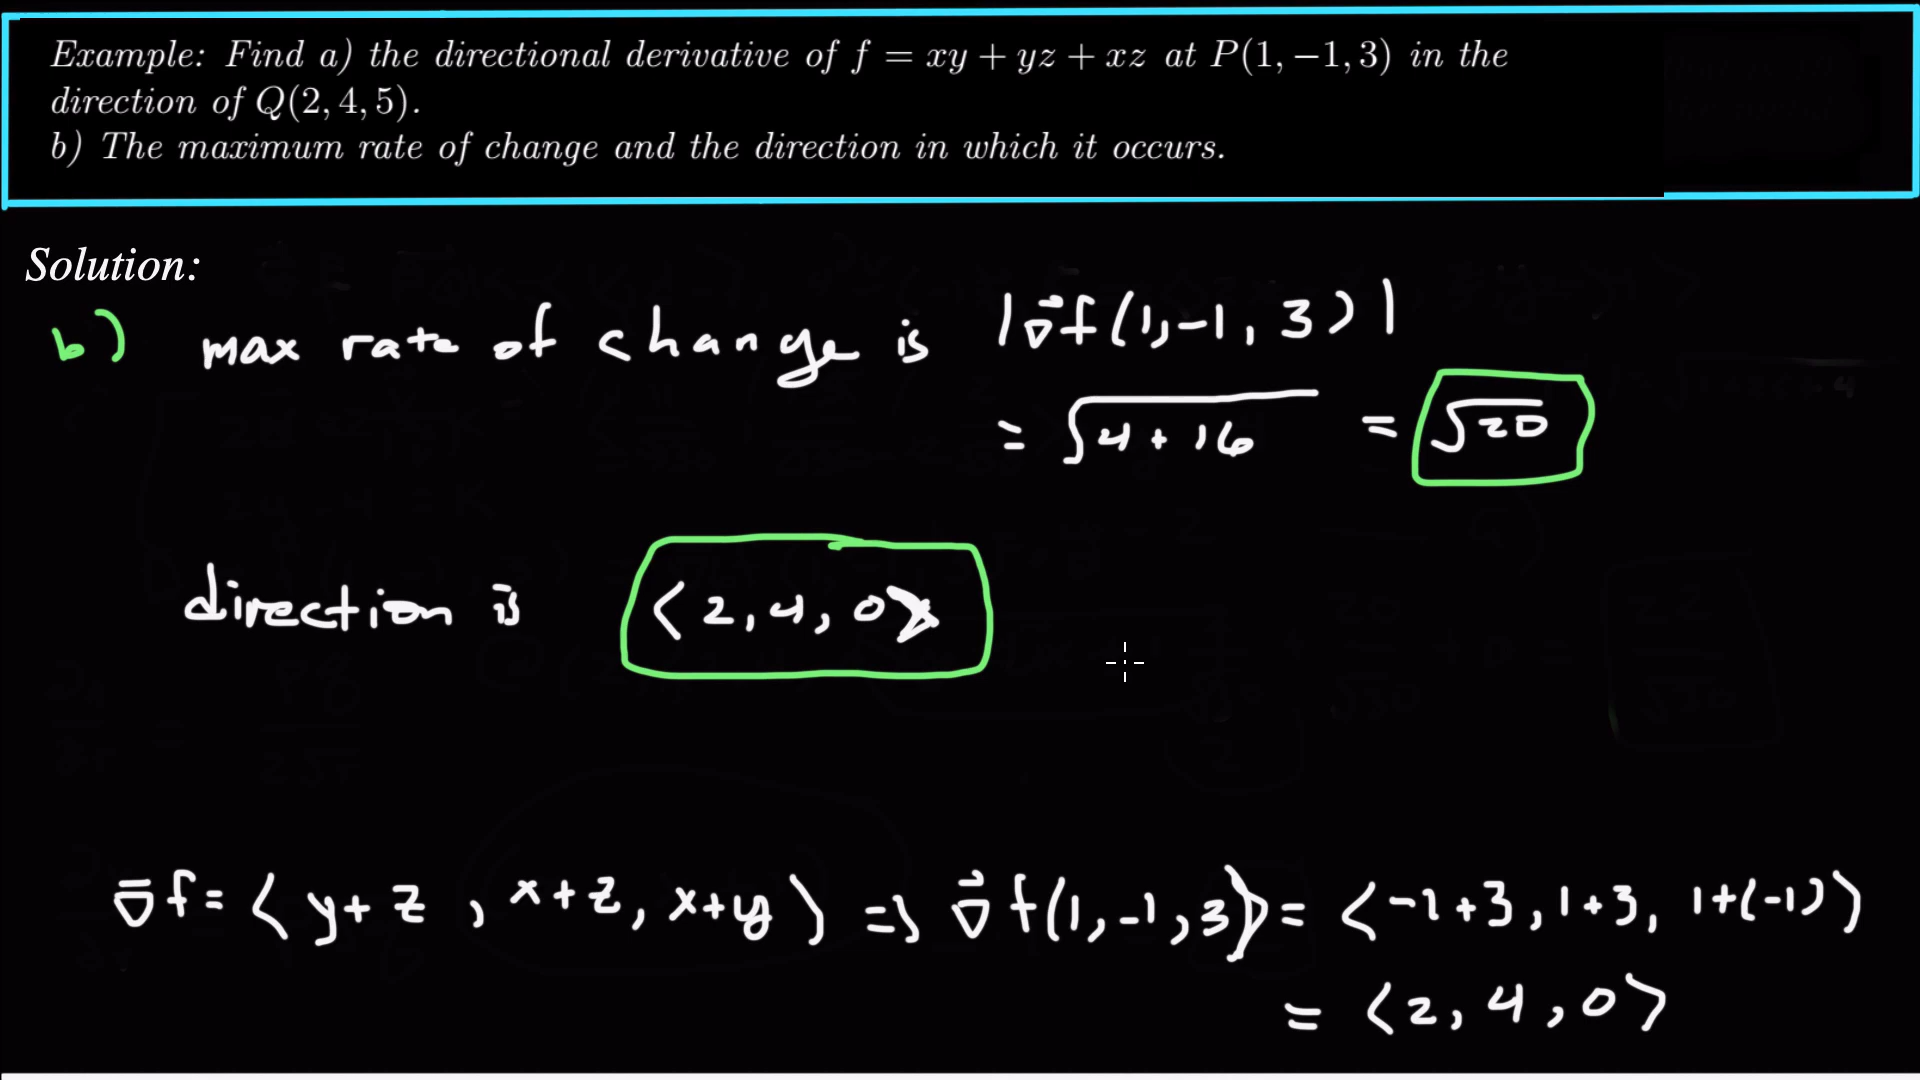 Example: Find a) the directional derivative of f = xy + yz + xz at P(1, −1, 3) in the
direction of Q(2, 4, 5).
b) The maximum rate of change and the direction in which it occurs.
Solution:
b) max rate of change is |∇⃗f(1,-1,3)|
= √(4+16) = √20
direction is ⟨2,4,0⟩
∇⃗f = ⟨y+z, x+z, x+y⟩ ⇒ ∇⃗f(1,-1,3) = ⟨-1+3, 1+3, 1+(-1)⟩
= ⟨2,4,0⟩